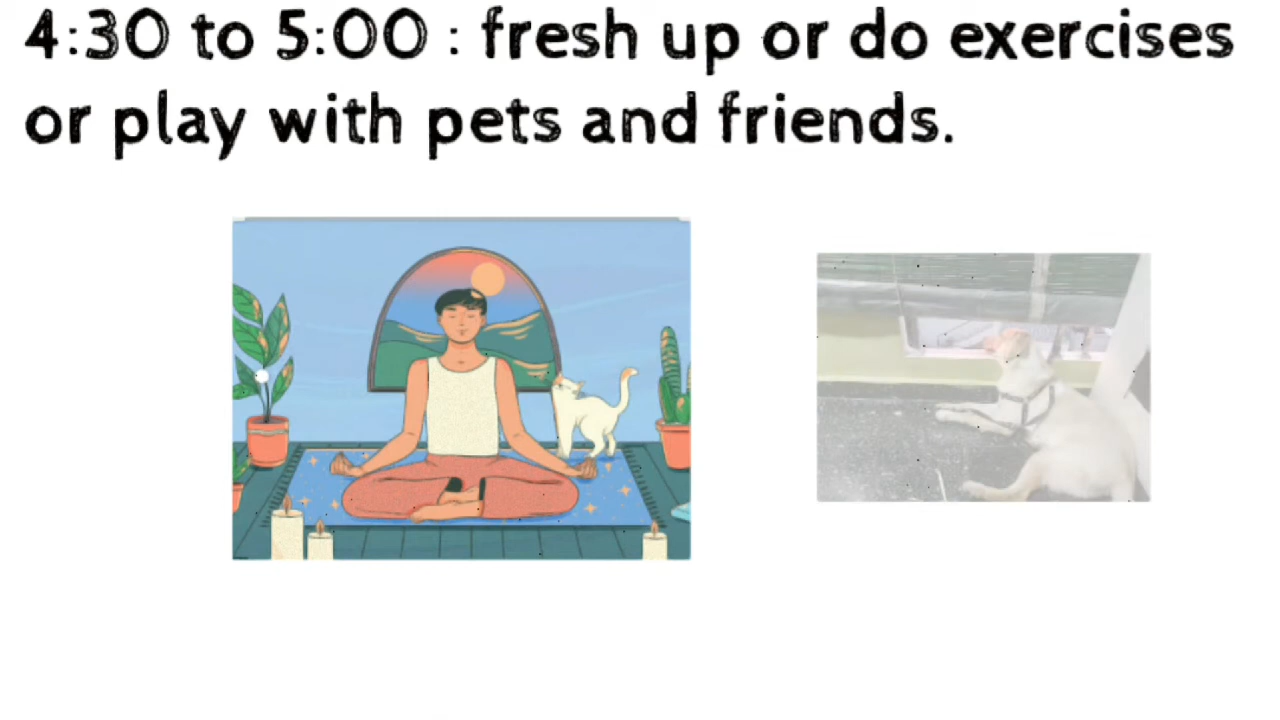 4:30 to 5:00 : fresh up or do exercises
or play with pets and friends.